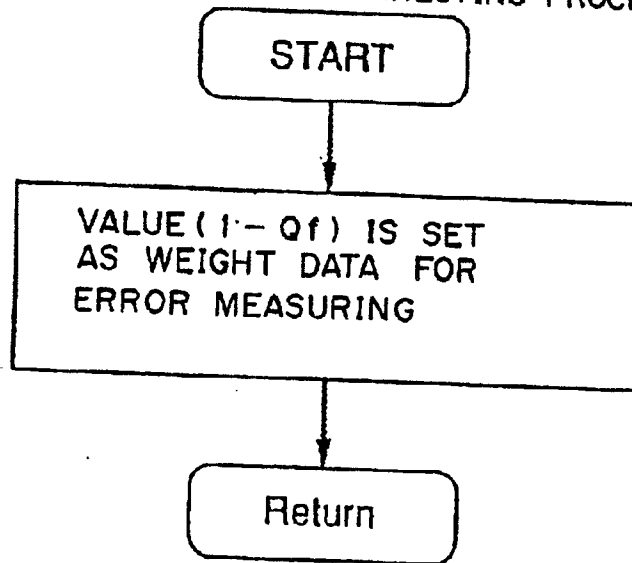 START
VALUE(1-Qf) IS SET
AS WEIGHT DATA FOR
ERROR MEASURING
Return